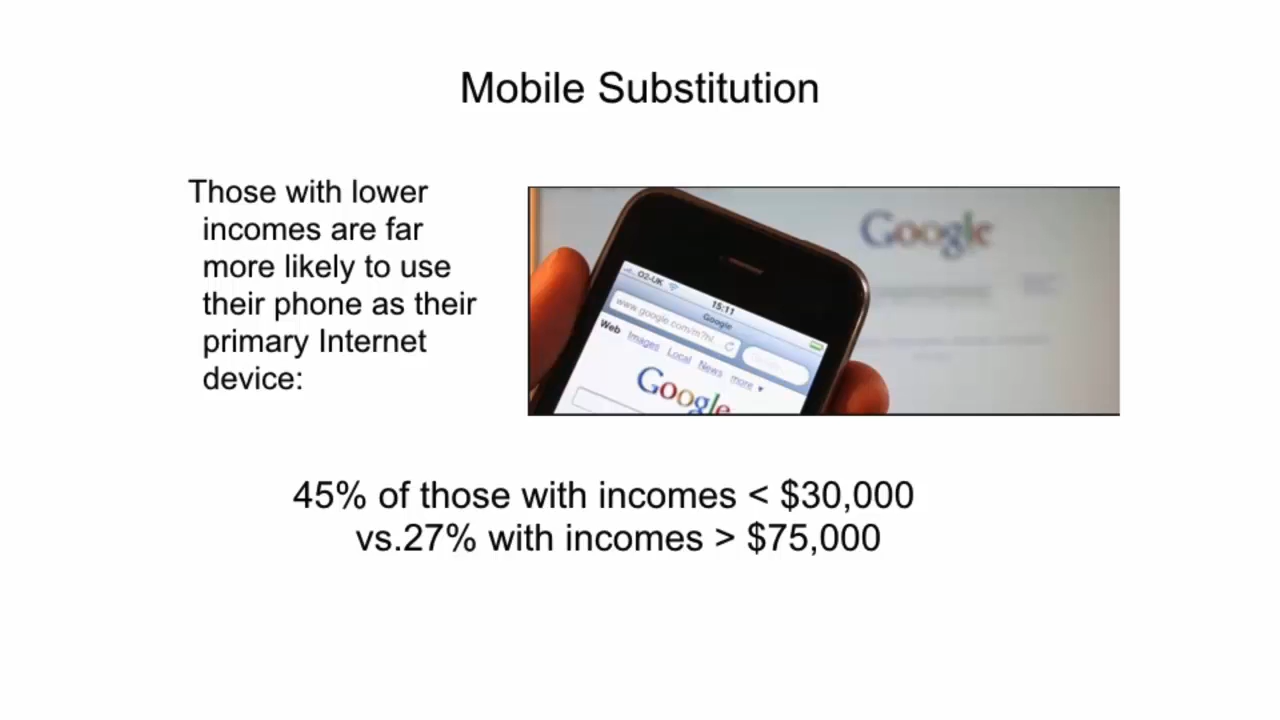 Mobile Substitution
Those with lower
incomes are far
more likely to use
their phone as their
primary Internet
device:
Google
O2-UK
15:11
Google
www.google.com/m?hl...
Web Images Local News more
Google
45% of those with incomes < $30,000
vs.27% with incomes > $75,000